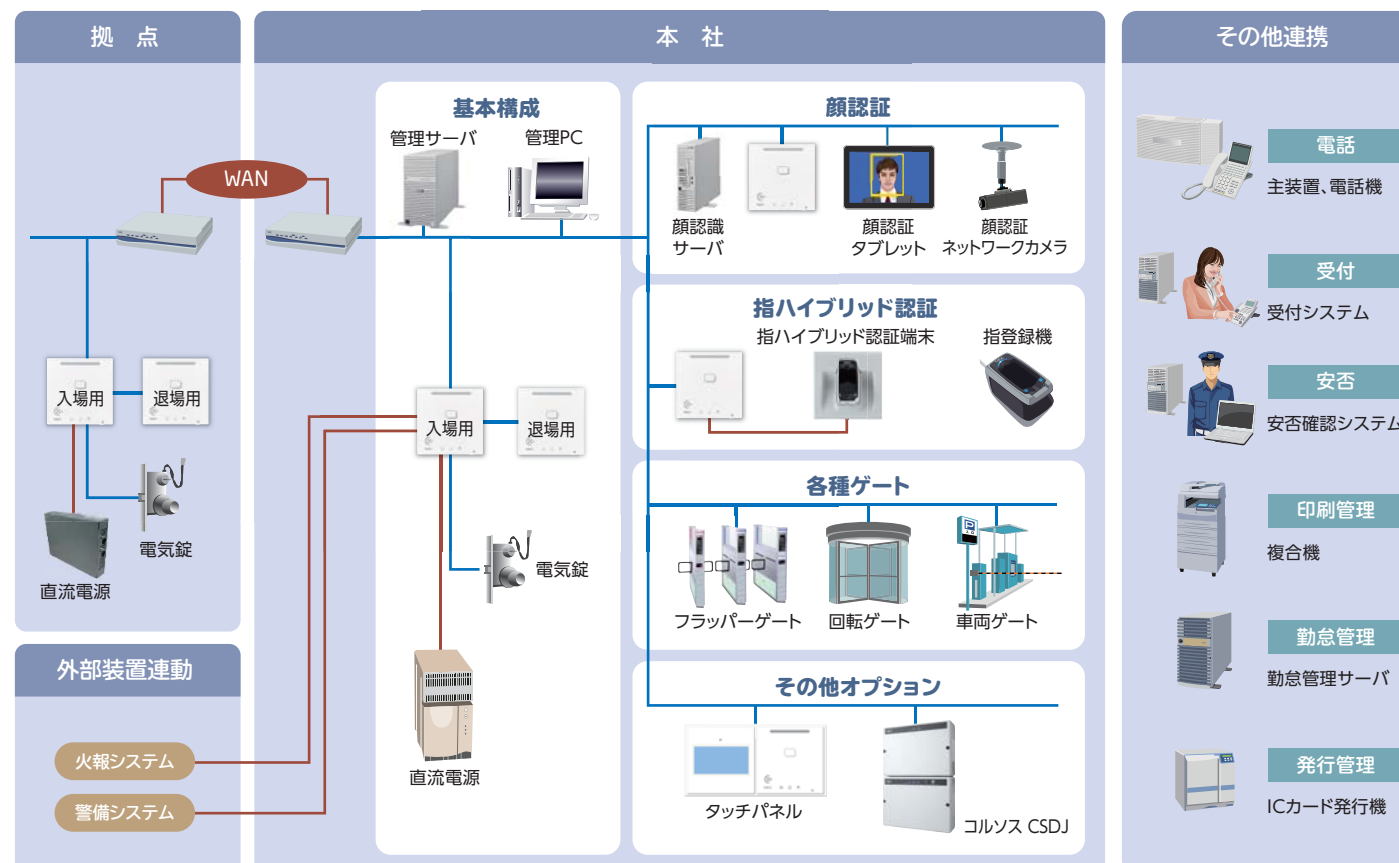 拠 点
WAN
入場用
退場用
電気錠
直流電源
外部装置連動
火報システム
警備システム
本 社
基本構成
管理サーバ
管理PC
入場用
退場用
電気錠
直流電源
顔認証
顔認識
サーバ
顔認証
タブレット
顔認証
ネットワークカメラ
指ハイブリッド認証
指ハイブリッド認証端末
指登録機
各種ゲート
P
フラッパーゲート
回転ゲート
車両ゲート
その他オプション
タッチパネル
コルソス CSDJ
その他連携
電話
主装置、電話機
受付
受付システム
安否
安否確認システム
印刷管理
複合機
勤怠管理
勤怠管理サーバ
発行管理
ICカード発行機